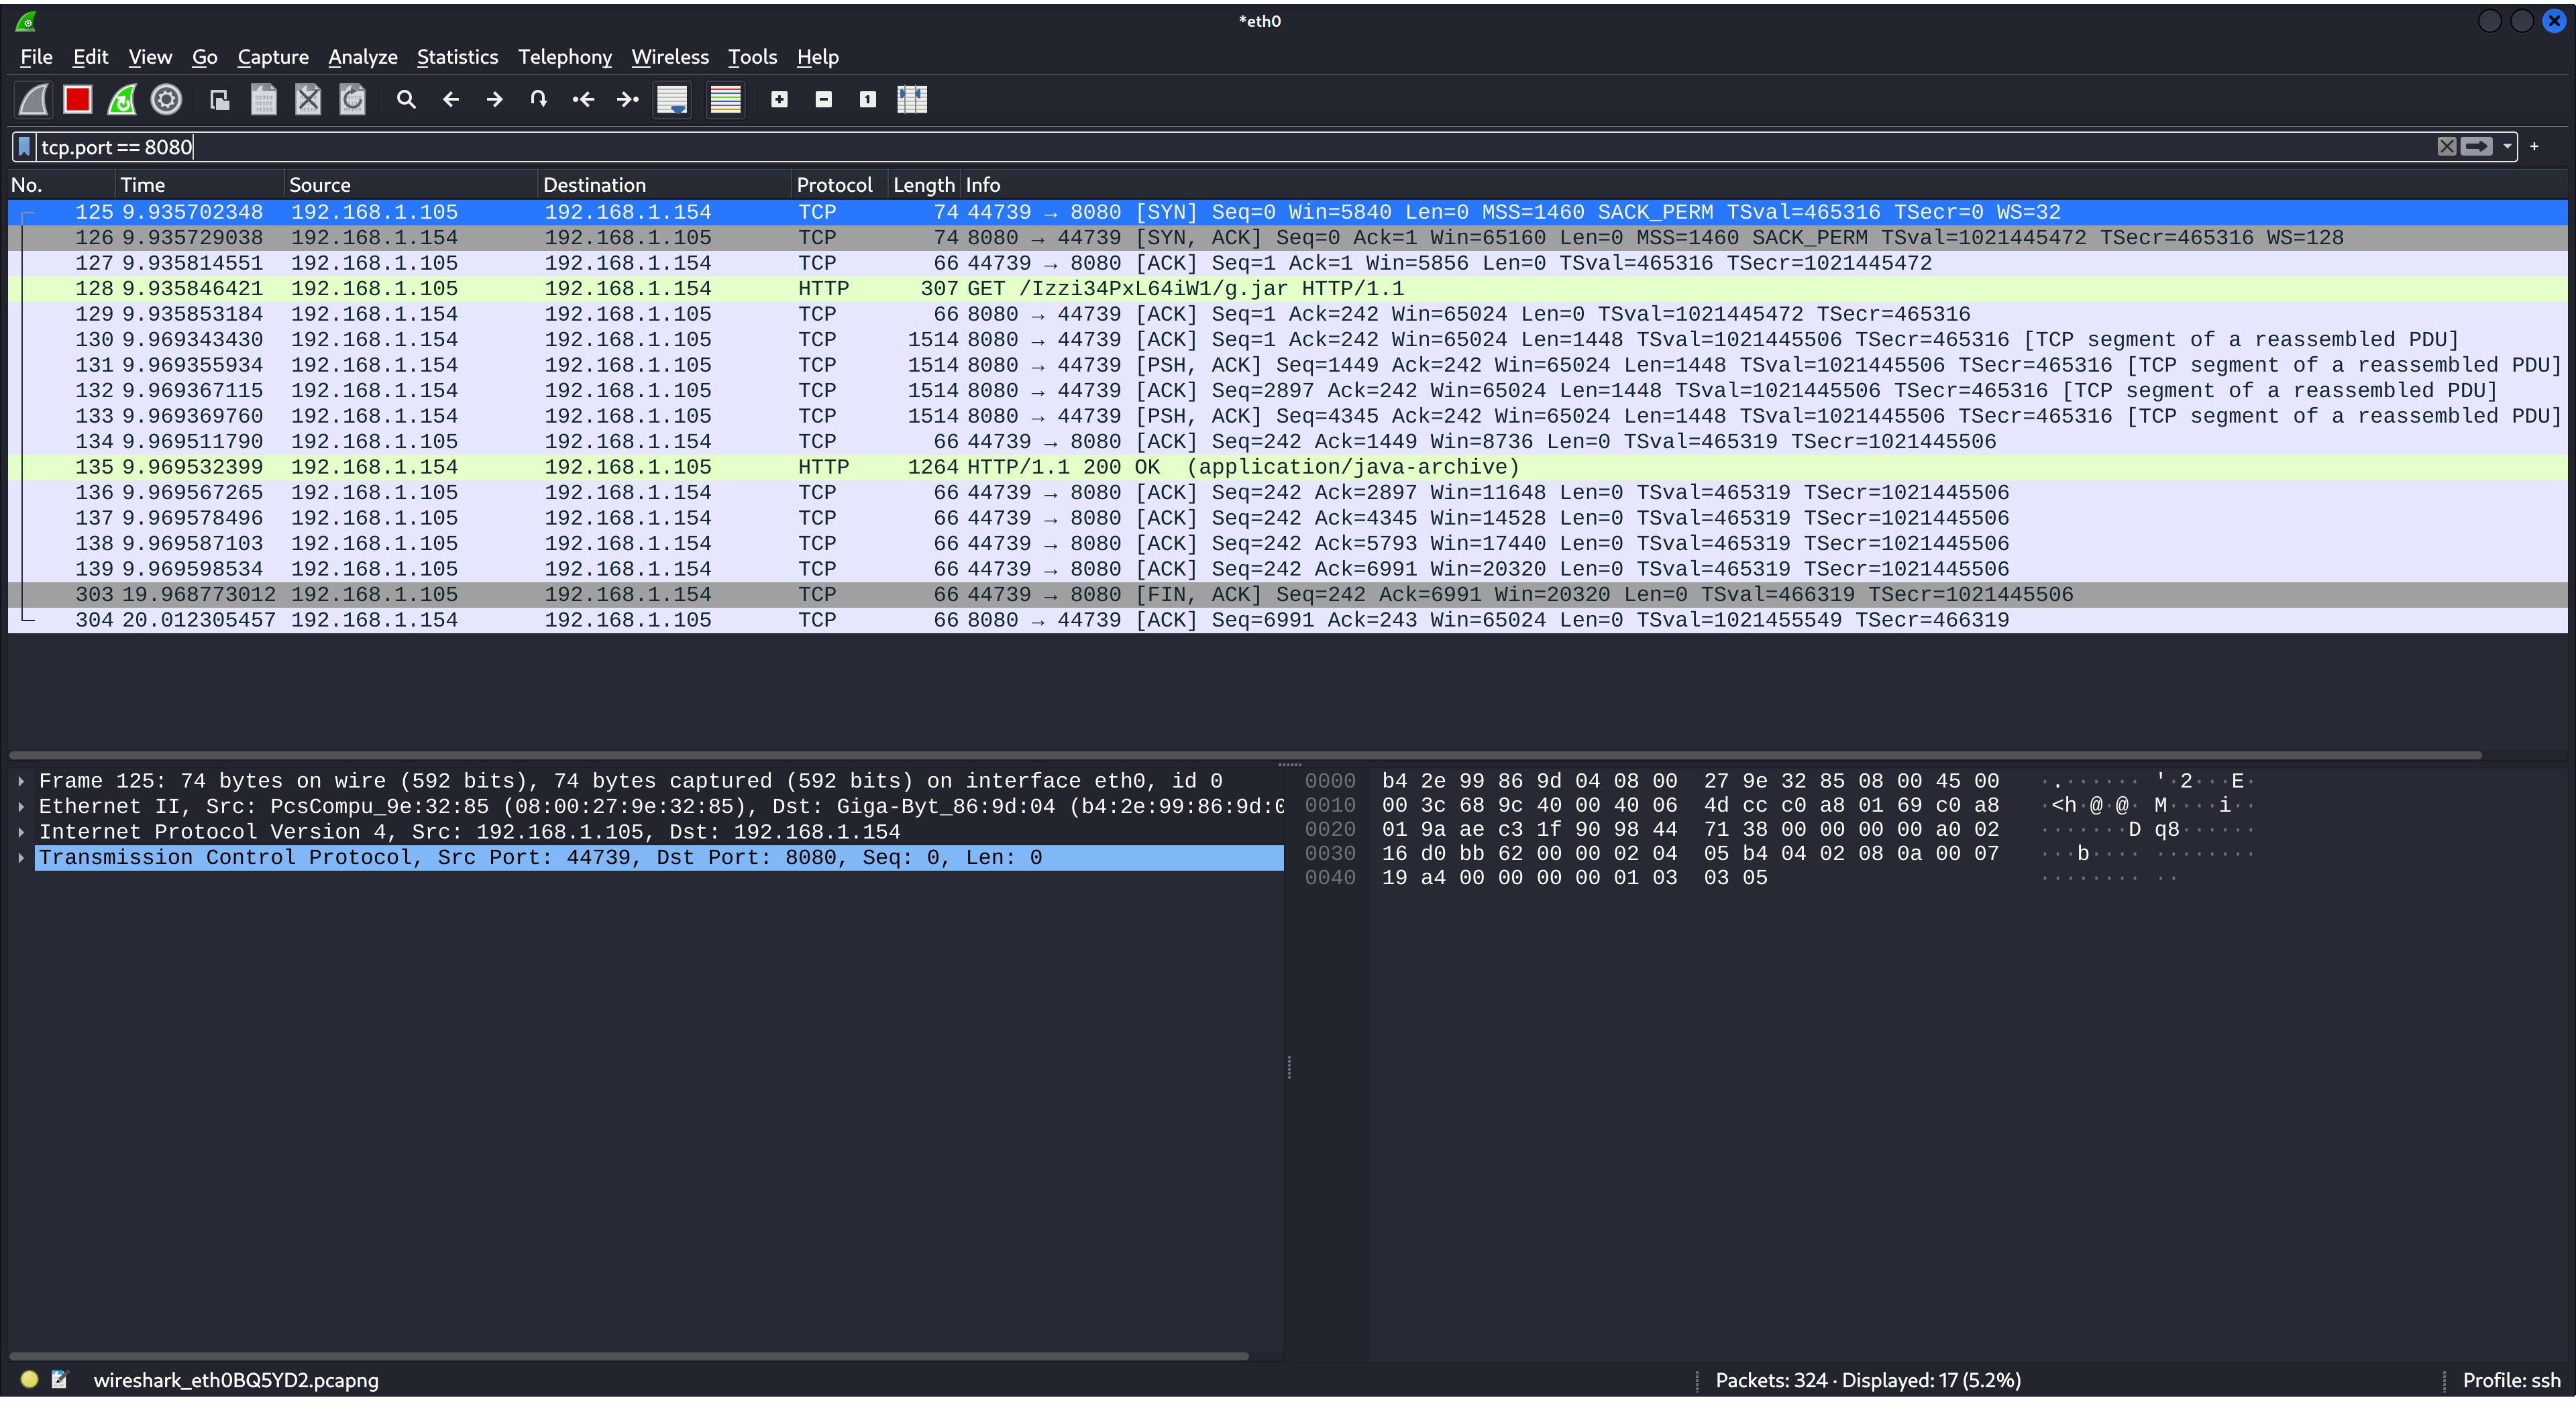 *eth0
File Edit View Go Capture Analyze Statistics Telephony Wireless Tools Help
tcp.port == 8080
No. Time Source Destination Protocol Length Info
125 9.935702348 192.168.1.105 192.168.1.154 TCP 74 44739 → 8080 [SYN] Seq=0 Win=5840 Len=0 MSS=1460 SACK_PERM TSval=465316 TSecr=0 WS=32
126 9.935729038 192.168.1.154 192.168.1.105 TCP 74 8080 → 44739 [SYN, ACK] Seq=0 Ack=1 Win=65160 Len=0 MSS=1460 SACK_PERM TSval=1021445472 TSecr=465316 WS=128
127 9.935814551 192.168.1.105 192.168.1.154 TCP 66 44739 → 8080 [ACK] Seq=1 Ack=1 Win=5856 Len=0 TSval=465316 TSecr=1021445472
128 9.935846421 192.168.1.105 192.168.1.154 HTTP 307 GET /Izzi34PxL64iW1/g.jar HTTP/1.1
129 9.935853184 192.168.1.154 192.168.1.105 TCP 66 8080 → 44739 [ACK] Seq=1 Ack=242 Win=65024 Len=0 TSval=1021445472 TSecr=465316
130 9.969343430 192.168.1.154 192.168.1.105 TCP 1514 8080 → 44739 [ACK] Seq=1 Ack=242 Win=65024 Len=1448 TSval=1021445506 TSecr=465316 [TCP segment of a reassembled PDU]
131 9.969355934 192.168.1.154 192.168.1.105 TCP 1514 8080 → 44739 [PSH, ACK] Seq=1449 Ack=242 Win=65024 Len=1448 TSval=1021445506 TSecr=465316 [TCP segment of a reassembled PDU]
132 9.969367115 192.168.1.154 192.168.1.105 TCP 1514 8080 → 44739 [ACK] Seq=2897 Ack=242 Win=65024 Len=1448 TSval=1021445506 TSecr=465316 [TCP segment of a reassembled PDU]
133 9.969369760 192.168.1.154 192.168.1.105 TCP 1514 8080 → 44739 [PSH, ACK] Seq=4345 Ack=242 Win=65024 Len=1448 TSval=1021445506 TSecr=465316 [TCP segment of a reassembled PDU]
134 9.969511790 192.168.1.105 192.168.1.154 TCP 66 44739 → 8080 [ACK] Seq=242 Ack=1449 Win=8736 Len=0 TSval=465319 TSecr=1021445506
135 9.969532399 192.168.1.154 192.168.1.105 HTTP 1264 HTTP/1.1 200 OK (application/java-archive)
136 9.969567265 192.168.1.105 192.168.1.154 TCP 66 44739 → 8080 [ACK] Seq=242 Ack=2897 Win=11648 Len=0 TSval=465319 TSecr=1021445506
137 9.969578496 192.168.1.105 192.168.1.154 TCP 66 44739 → 8080 [ACK] Seq=242 Ack=4345 Win=14528 Len=0 TSval=465319 TSecr=1021445506
138 9.969587103 192.168.1.105 192.168.1.154 TCP 66 44739 → 8080 [ACK] Seq=242 Ack=5793 Win=17440 Len=0 TSval=465319 TSecr=1021445506
139 9.969598534 192.168.1.105 192.168.1.154 TCP 66 44739 → 8080 [ACK] Seq=242 Ack=6991 Win=20320 Len=0 TSval=465319 TSecr=1021445506
303 19.968773012 192.168.1.105 192.168.1.154 TCP 66 44739 → 8080 [FIN, ACK] Seq=242 Ack=6991 Win=20320 Len=0 TSval=466319 TSecr=1021445506
304 20.012305457 192.168.1.154 192.168.1.105 TCP 66 8080 → 44739 [ACK] Seq=6991 Ack=243 Win=65024 Len=0 TSval=1021455549 TSecr=466319
Frame 125: 74 bytes on wire (592 bits), 74 bytes captured (592 bits) on interface eth0, id 0
Ethernet II, Src: PcsCompu_9e:32:85 (08:00:27:9e:32:85), Dst: Giga-Byt_86:9d:04 (b4:2e:99:86:9d:0
Internet Protocol Version 4, Src: 192.168.1.105, Dst: 192.168.1.154
Transmission Control Protocol, Src Port: 44739, Dst Port: 8080, Seq: 0, Len: 0
0000 b4 2e 99 86 9d 04 08 00 27 9e 32 85 08 00 45 00 ·.······ '·2···E·
0010 00 3c 68 9c 40 00 40 06 4d cc c0 a8 01 69 c0 a8 ·<h·@·@· M····i··
0020 01 9a ae c3 1f 90 98 44 71 38 00 00 00 00 a0 02 ·······D q8······
0030 16 d0 bb 62 00 00 02 04 05 b4 04 02 08 0a 00 07 ···b···· ········
0040 19 a4 00 00 00 00 01 03 03 05 ········ ··
wireshark_eth0BQ5YD2.pcapng
Packets: 324 · Displayed: 17 (5.2%)
Profile: ssh